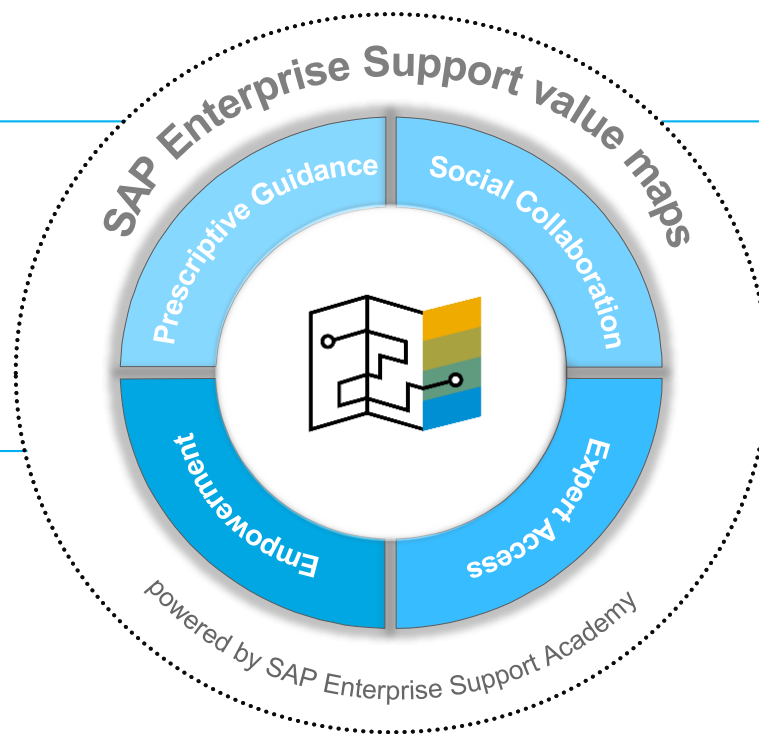 SAP Enterprise Support value maps
Prescriptive Guidance
Social Collaboration
Empowerment
Expert Access
powered by SAP Enterprise Support Academy